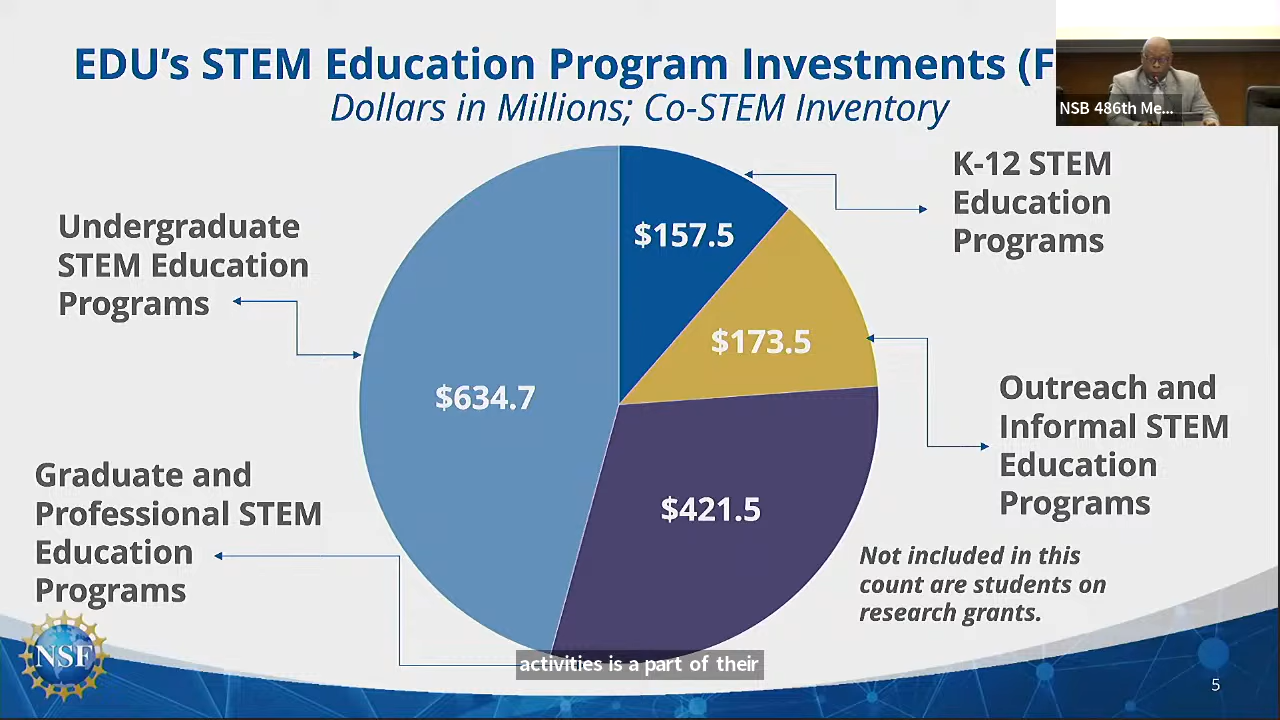 EDU's STEM Education Program Investments (F
Dollars in Millions; Co-STEM Inventory
NSB 486th Me...
K-12 STEM
Education
Programs
$157.5
Undergraduate
STEM Education
Programs
$173.5
$634.7
Outreach and
Informal STEM
Education
Programs
Graduate and
Professional STEM
Education
Programs
$421.5
Not included in this
count are students on
research grants.
NSF
activities is a part of their
5